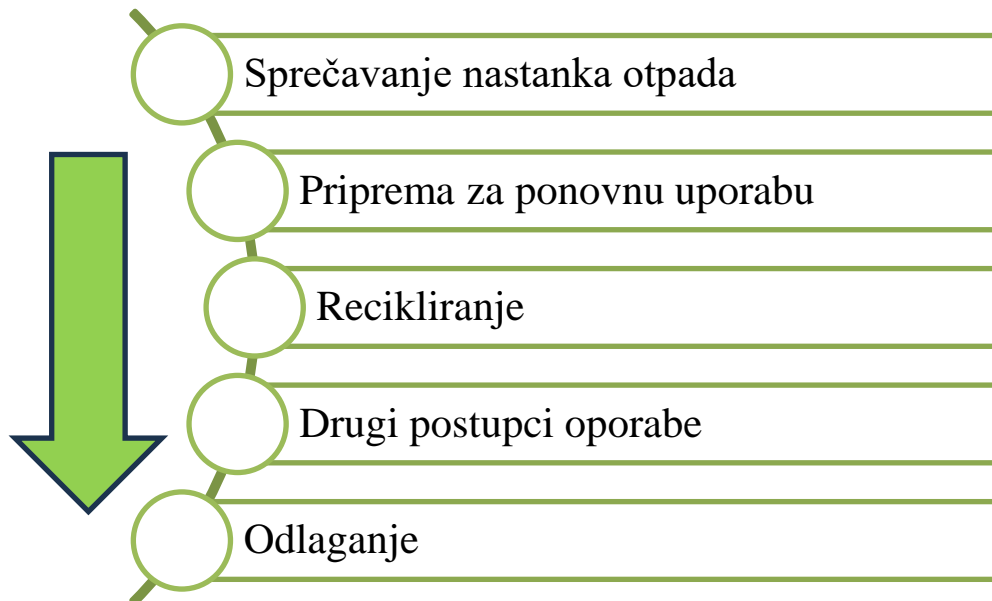 Sprečavanje nastanka otpada
Priprema za ponovnu uporabu
Recikliranje
Drugi postupci oporabe
Odlaganje